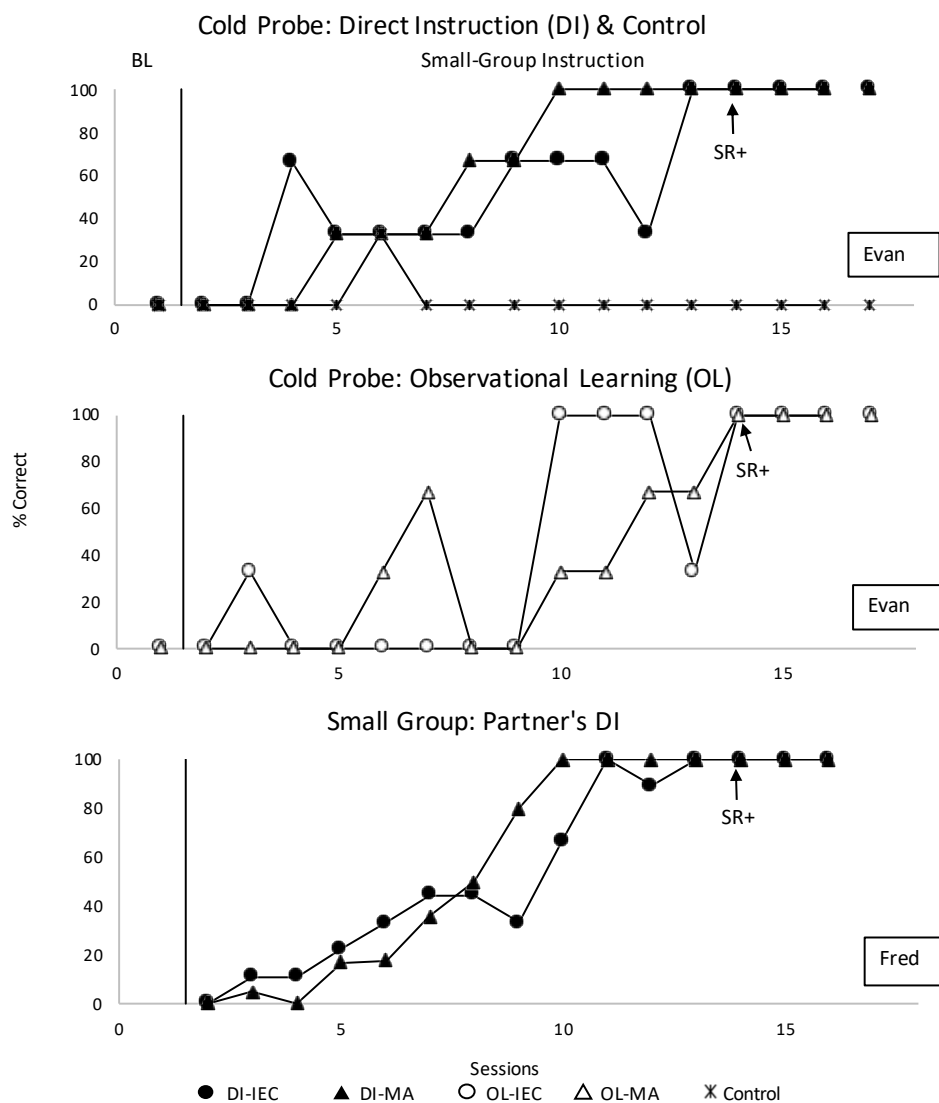 Cold Probe: Direct Instruction (DI) & Control
BL Small-Group Instruction
100
80
60
40
20
0
SR+
Evan
0 5 10 15
Cold Probe: Observational Learning (OL)
100
80
60
40
20
0
% Correct
SR+
Evan
0 5 10 15
Small Group: Partner's DI
100
80
60
40
20
0
SR+
Fred
0 5 10 15
Sessions
DI-IEC DI-MA OL-IEC OL-MA Control